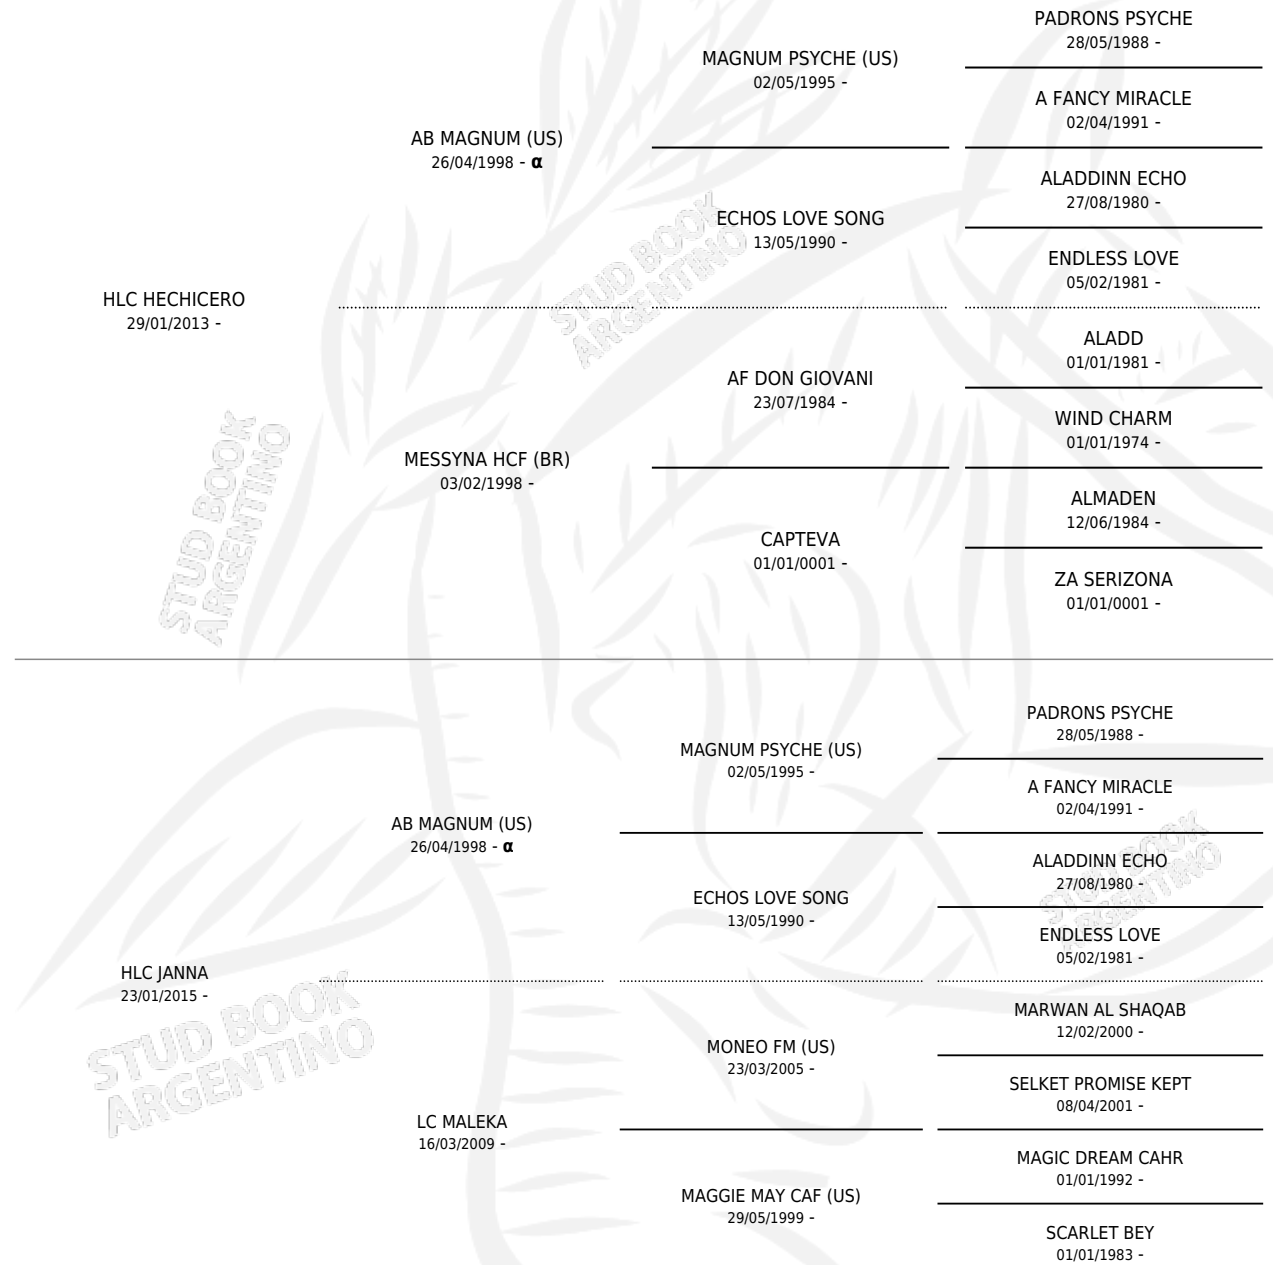 PADRONS PSYCHE
28/05/1988 -
MAGNUM PSYCHE (US)
02/05/1995 -
A FANCY MIRACLE
02/04/1991 -
AB MAGNUM (US)
26/04/1998 - α
ALADDINN ECHO
27/08/1980 -
ECHOS LOVE SONG
13/05/1990 -
ENDLESS LOVE
05/02/1981 -
HLC HECHICERO
29/01/2013 -
ALADD
01/01/1981 -
AF DON GIOVANI
23/07/1984 -
WIND CHARM
01/01/1974 -
MESSYNA HCF (BR)
03/02/1998 -
ALMADEN
12/06/1984 -
CAPTEVA
01/01/0001 -
ZA SERIZONA
01/01/0001 -
STUD BOOK
ARGENTINO
STUD BOOK
ARGENTINO
PADRONS PSYCHE
28/05/1988 -
MAGNUM PSYCHE (US)
02/05/1995 -
A FANCY MIRACLE
02/04/1991 -
AB MAGNUM (US)
26/04/1998 - α
ALADDINN ECHO
27/08/1980 -
ECHOS LOVE SONG
13/05/1990 -
ENDLESS LOVE
05/02/1981 -
HLC JANNA
23/01/2015 -
MARWAN AL SHAQAB
12/02/2000 -
MONEO FM (US)
23/03/2005 -
SELKET PROMISE KEPT
08/04/2001 -
LC MALEKA
16/03/2009 -
MAGIC DREAM CAHR
01/01/1992 -
MAGGIE MAY CAF (US)
29/05/1999 -
SCARLET BEY
01/01/1983 -
STUD BOOK
ARGENTINO
STUD BOOK
ARGENTINO